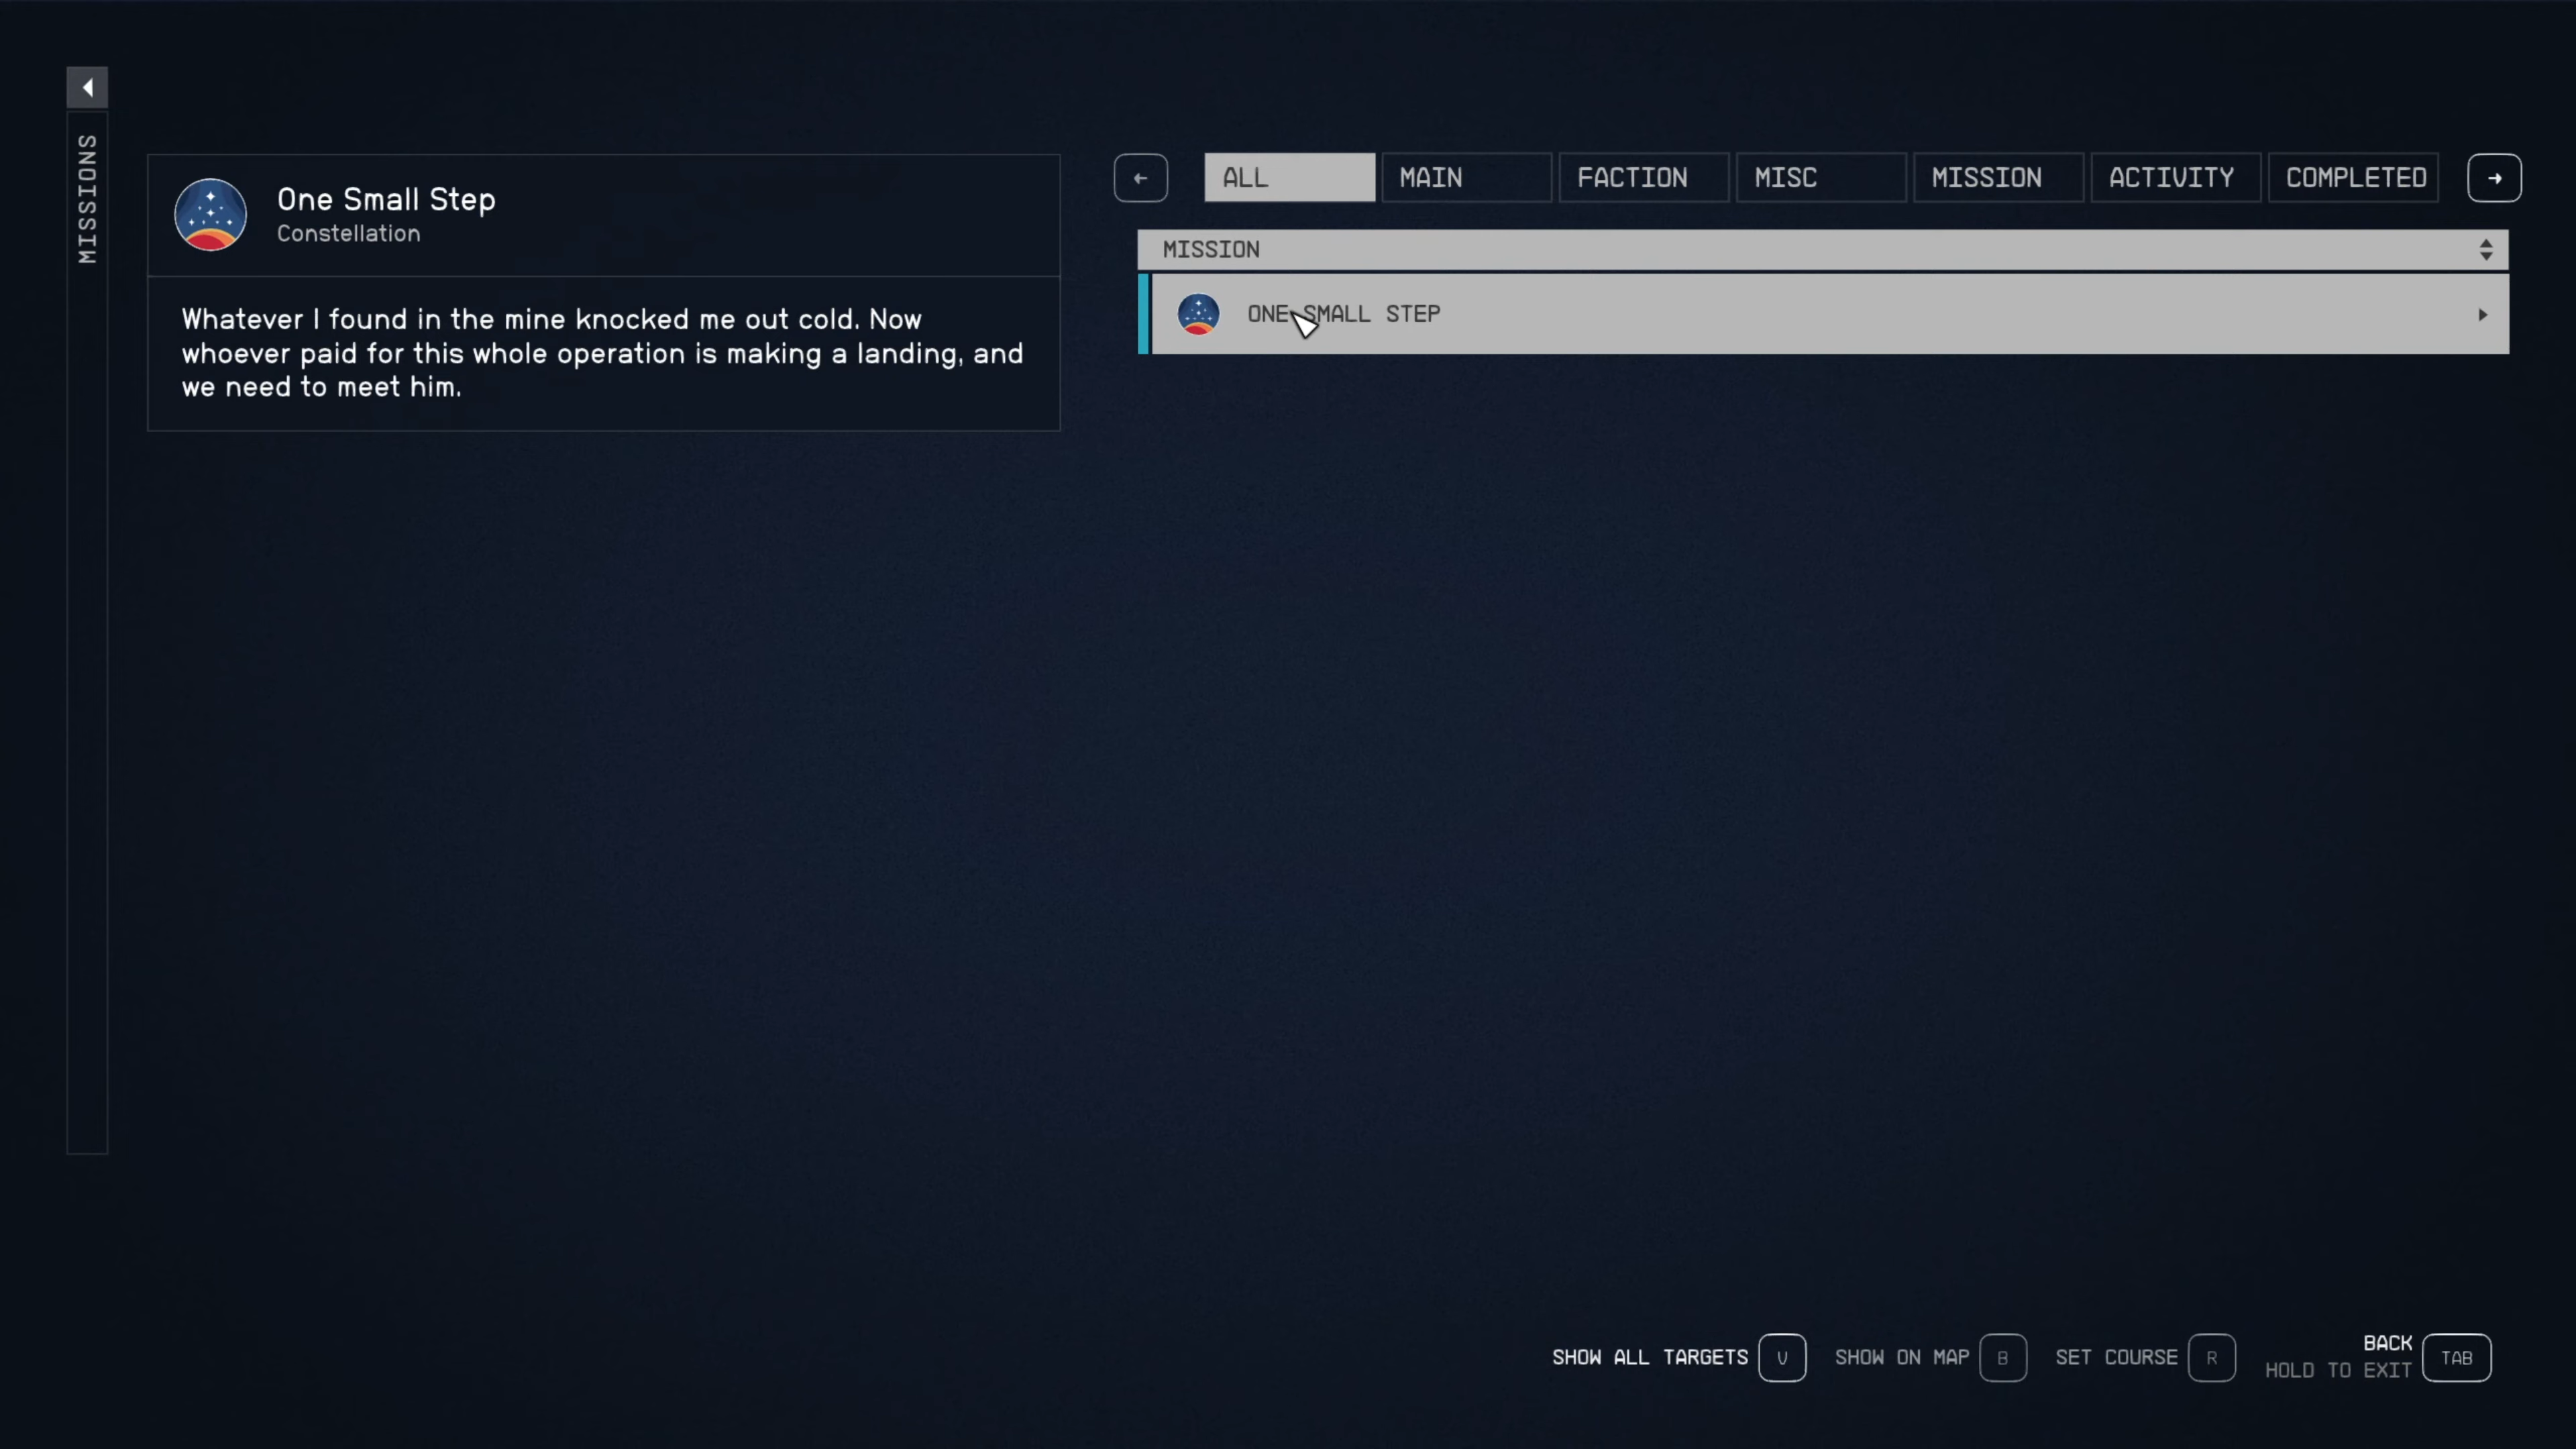 MISSIONS
One Small Step
Constellation
Whatever I found in the mine knocked me out cold. Now
whoever paid for this whole operation is making a landing, and
we need to meet him.
ALL
MAIN
FACTION
MISC
MISSION
ACTIVITY
COMPLETED
MISSION
ONE SMALL STEP
SHOW ALL TARGETS V
SHOW ON MAP B
SET COURSE R
BACK
HOLD TO EXIT
TAB